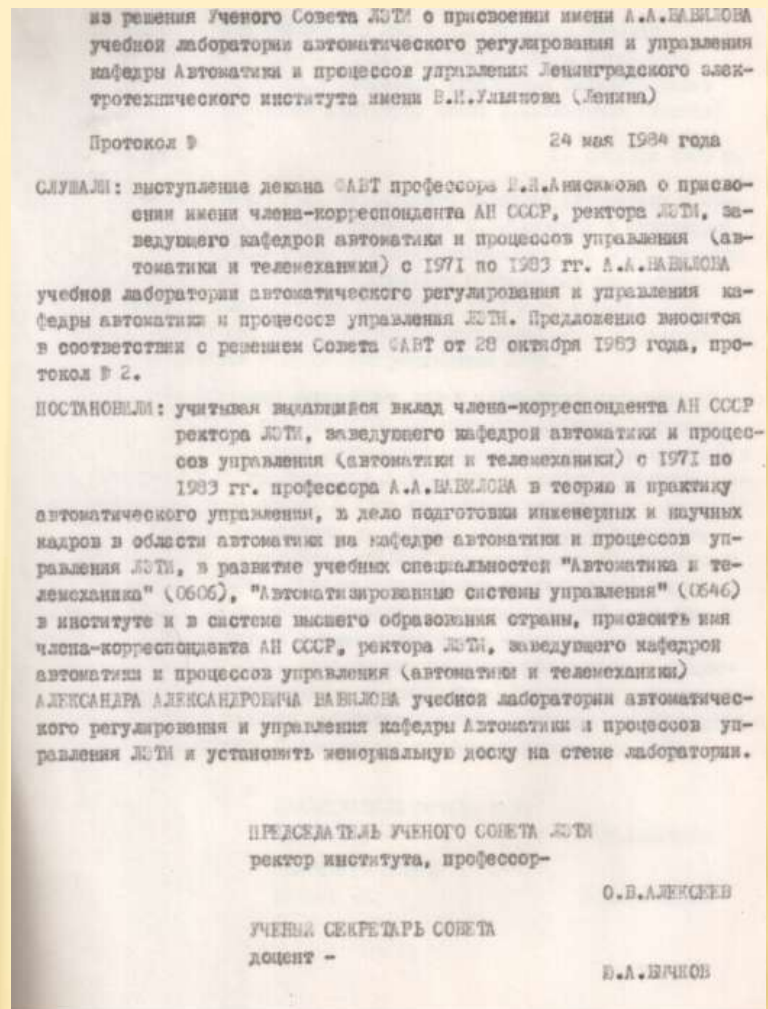 из решения Ученого Совета ЛЭТИ о присвоении имени А.А.ВАВИЛОВА
учебной лаборатории автоматического регулирования и управления
кафедры Автоматики и процессов управления Ленинградского элек-
тротехнического института имени В.И.Ульянова (Ленина)
Протокол № 24 мая 1984 года
СЛУШАЛИ: выступление декана ФАВТ профессора В.И.Анисимова о присво-
ении имени члена-корреспондента АН СССР, ректора ЛЭТИ, за-
ведующего кафедрой автоматики и процессов управления (ав-
томатики и телемеханики) с 1971 по 1983 гг. А.А.ВАВИЛОВА
учебной лаборатории автоматического регулирования и управления ка-
федры автоматики и процессов управления ЛЭТИ. Предложение вносится
в соответствии с решением Совета ФАВТ от 28 октября 1983 года, про-
токол № 2.
ПОСТАНОВИЛИ: учитывая выдающийся вклад члена-корреспондента АН СССР
ректора ЛЭТИ, заведующего кафедрой автоматики и процес-
сов управления (автоматики и телемеханики) с 1971 по
1983 гг. профессора А.А.ВАВИЛОВА в теорию и практику
автоматического управления, в дело подготовки инженерных и научных
кадров в области автоматики на кафедре автоматики и процессов уп-
равления ЛЭТИ, в развитие учебных специальностей "Автоматика и те-
лемеханика" (0606), "Автоматизированные системы управления" (0646)
в институте и в системе высшего образования страны, присвоить имя
члена-корреспондента АН СССР, ректора ЛЭТИ, заведующего кафедрой
автоматики и процессов управления (автоматики и телемеханики)
АЛЕКСАНДРА АЛЕКСАНДРОВИЧА ВАВИЛОВА учебной лаборатории автоматичес-
кого регулирования и управления кафедры Автоматики и процессов уп-
равления ЛЭТИ и установить мемориальную доску на стене лаборатории.
ПРЕДСЕДАТЕЛЬ УЧЕНОГО СОВЕТА ЛЭТИ
ректор института, профессор-
О.В.АЛЕКСЕЕВ
УЧЕНЫЙ СЕКРЕТАРЬ СОВЕТА
доцент -
Ю.А.БЫЧКОВ